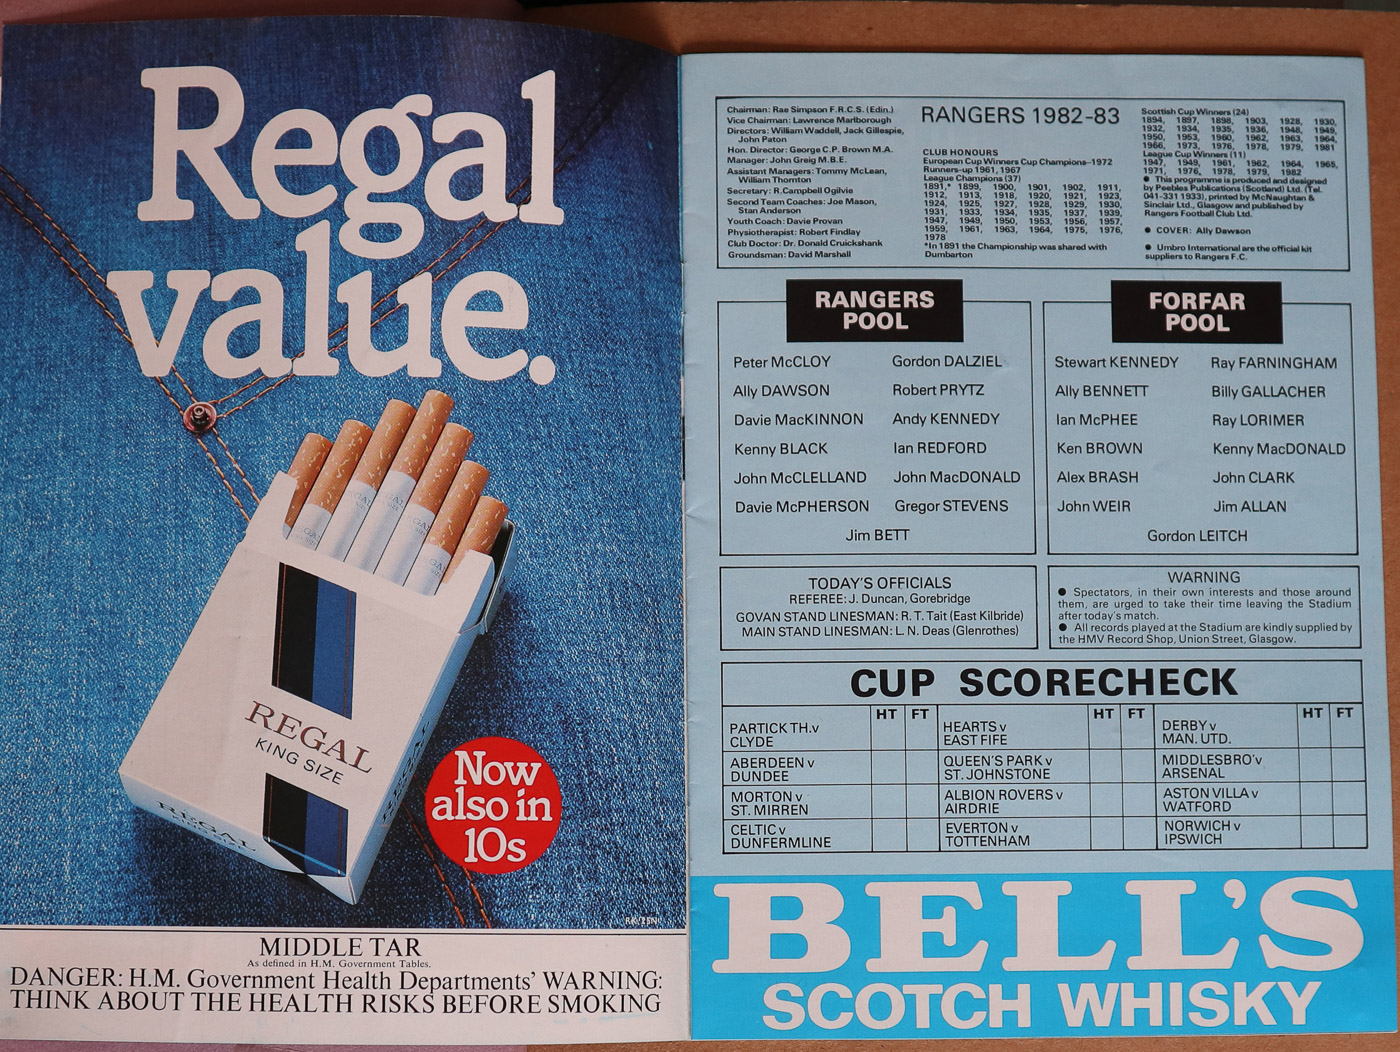 Regal
value.
REGAL
KING SIZE
REGAL
Now
also in
10s
MIDDLE TAR
As defined in H.M. Government Tables.
DANGER: H.M. Government Health Departments' WARNING:
THINK ABOUT THE HEALTH RISKS BEFORE SMOKING
Chairman: Rae Simpson F.R.C.S. (Edin.)
Vice Chairman: Lawrence Marlborough
Directors: William Waddell, Jack Gillespie,
John Paton
Hon. Director: George C.P. Brown M.A.
Manager: John Greig M.B.E.
Assistant Managers: Tommy McLean,
William Thornton
Secretary: R. Campbell Ogilvie
Second Team Coaches: Joe Mason,
Stan Anderson
Youth Coach: Davie Provan
Physiotherapist: Robert Findlay
Club Doctor: Dr. Donald Cruickshank
Groundsman: David Marshall
RANGERS 1982-83
CLUB HONOURS
European Cup Winners Cup Champions—1972
Runners-up 1961, 1967
League Champions (37)
1891,* 1899, 1900, 1901, 1902, 1911,
1912, 1913, 1918, 1920, 1921, 1923,
1924, 1925, 1927, 1928, 1929, 1930,
1931, 1933, 1934, 1935, 1937, 1939,
1947, 1949, 1950, 1953, 1956, 1957,
1959, 1961, 1963, 1964, 1975, 1976,
1978
*In 1891 the Championship was shared with
Dumbarton
Scottish Cup Winners (24)
1894, 1897, 1898, 1903, 1928, 1930,
1932, 1934, 1935, 1936, 1948, 1949,
1950, 1953, 1960, 1962, 1963, 1964,
1966, 1973, 1976, 1978, 1979, 1981
League Cup Winners (11)
1947, 1949, 1961, 1962, 1964, 1965,
1971, 1976, 1978, 1979, 1982
● This programme is produced and designed
by Peebles Publications (Scotland) Ltd. (Tel.
041-331 1933), printed by McNaughtan &
Sinclair Ltd., Glasgow and published by
Rangers Football Club Ltd.
● COVER: Ally Dawson
● Umbro International are the official kit
suppliers to Rangers F.C.
RANGERS
POOL
Peter McCLOY Gordon DALZIEL
Ally DAWSON Robert PRYTZ
Davie MacKINNON Andy KENNEDY
Kenny BLACK Ian REDFORD
John McCLELLAND John MacDONALD
Davie McPHERSON Gregor STEVENS
Jim BETT
FORFAR
POOL
Stewart KENNEDY Ray FARNINGHAM
Ally BENNETT Billy GALLACHER
Ian McPHEE Ray LORIMER
Ken BROWN Kenny MacDONALD
Alex BRASH John CLARK
John WEIR Jim ALLAN
Gordon LEITCH
TODAY'S OFFICIALS
REFEREE: J. Duncan, Gorebridge
GOVAN STAND LINESMAN: R. T. Tait (East Kilbride)
MAIN STAND LINESMAN: L. N. Deas (Glenrothes)
WARNING
● Spectators, in their own interests and those around
them, are urged to take their time leaving the Stadium
after today's match.
● All records played at the Stadium are kindly supplied by
the HMV Record Shop, Union Street, Glasgow.
CUP SCORECHECK
HT FT HT FT HT FT
PARTICK TH. v
CLYDE
HEARTS v
EAST FIFE
DERBY v
MAN. UTD.
ABERDEEN v
DUNDEE
QUEEN'S PARK v
ST. JOHNSTONE
MIDDLESBRO' v
ARSENAL
MORTON v
ST. MIRREN
ALBION ROVERS v
AIRDRIE
ASTON VILLA v
WATFORD
CELTIC v
DUNFERMLINE
EVERTON v
TOTTENHAM
NORWICH v
IPSWICH
BELL'S
SCOTCH WHISKY